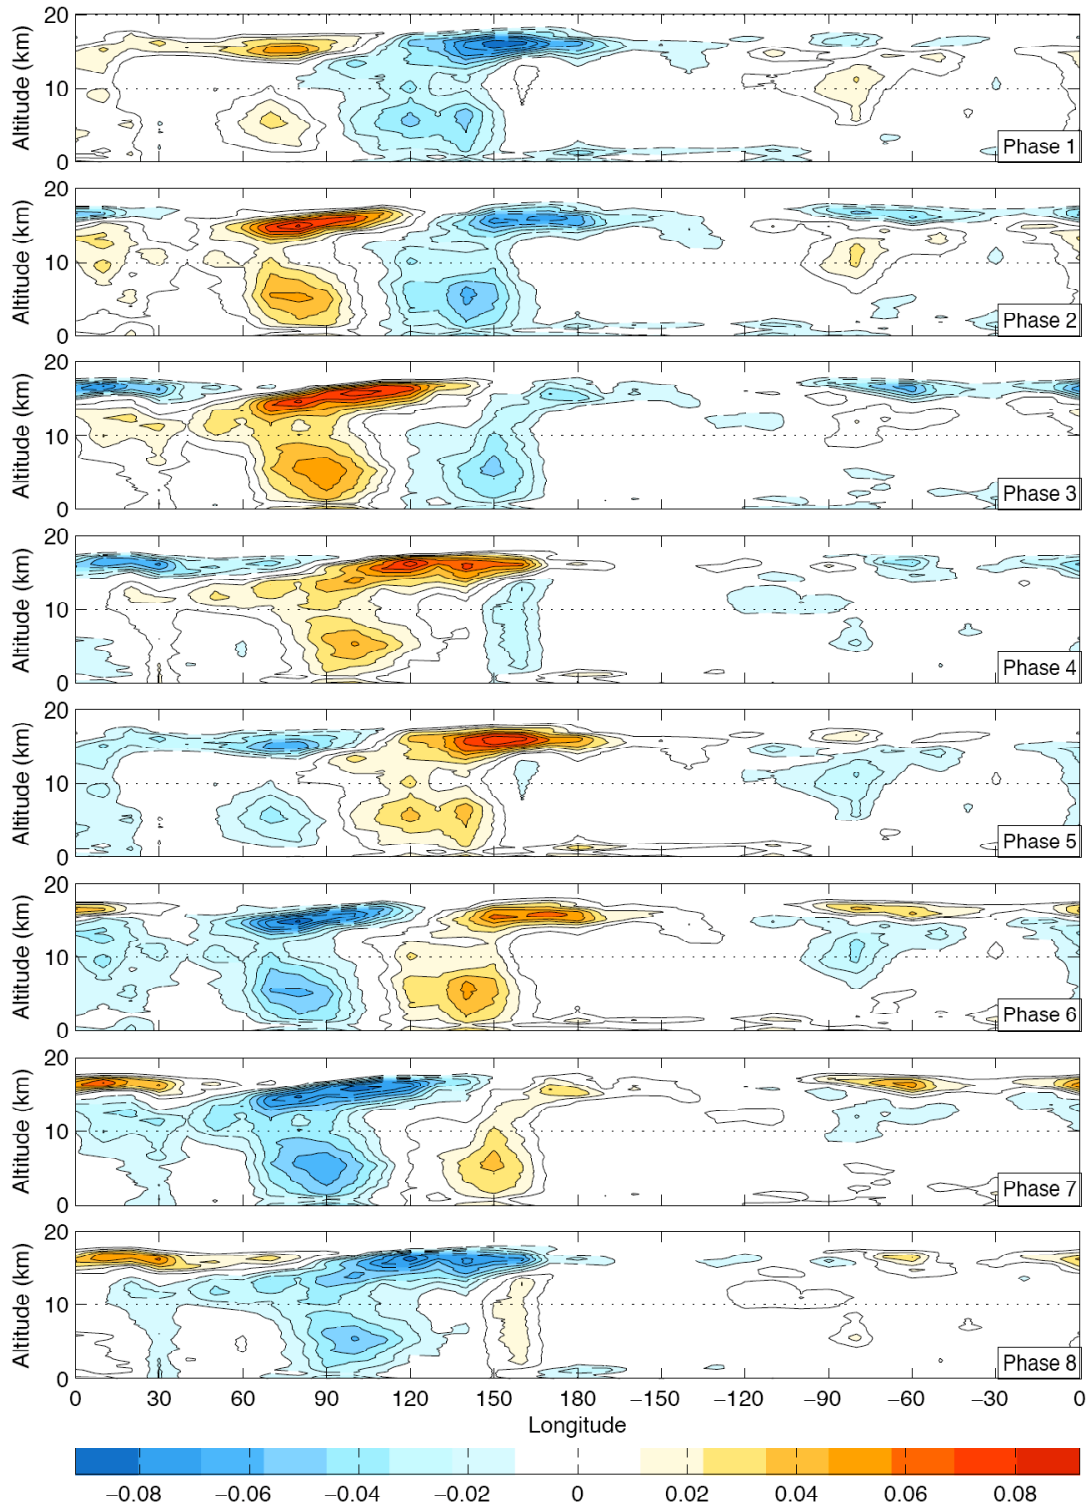 20
10
0
Altitude (km)
Phase 1
20
10
0
Altitude (km)
Phase 2
20
10
0
Altitude (km)
Phase 3
20
10
0
Altitude (km)
Phase 4
20
10
0
Altitude (km)
Phase 5
20
10
0
Altitude (km)
Phase 6
20
10
0
Altitude (km)
Phase 7
20
10
0
Altitude (km)
Phase 8
0 30 60 90 120 150 180 −150 −120 −90 −60 −30 0
Longitude
−0.08 −0.06 −0.04 −0.02 0 0.02 0.04 0.06 0.08